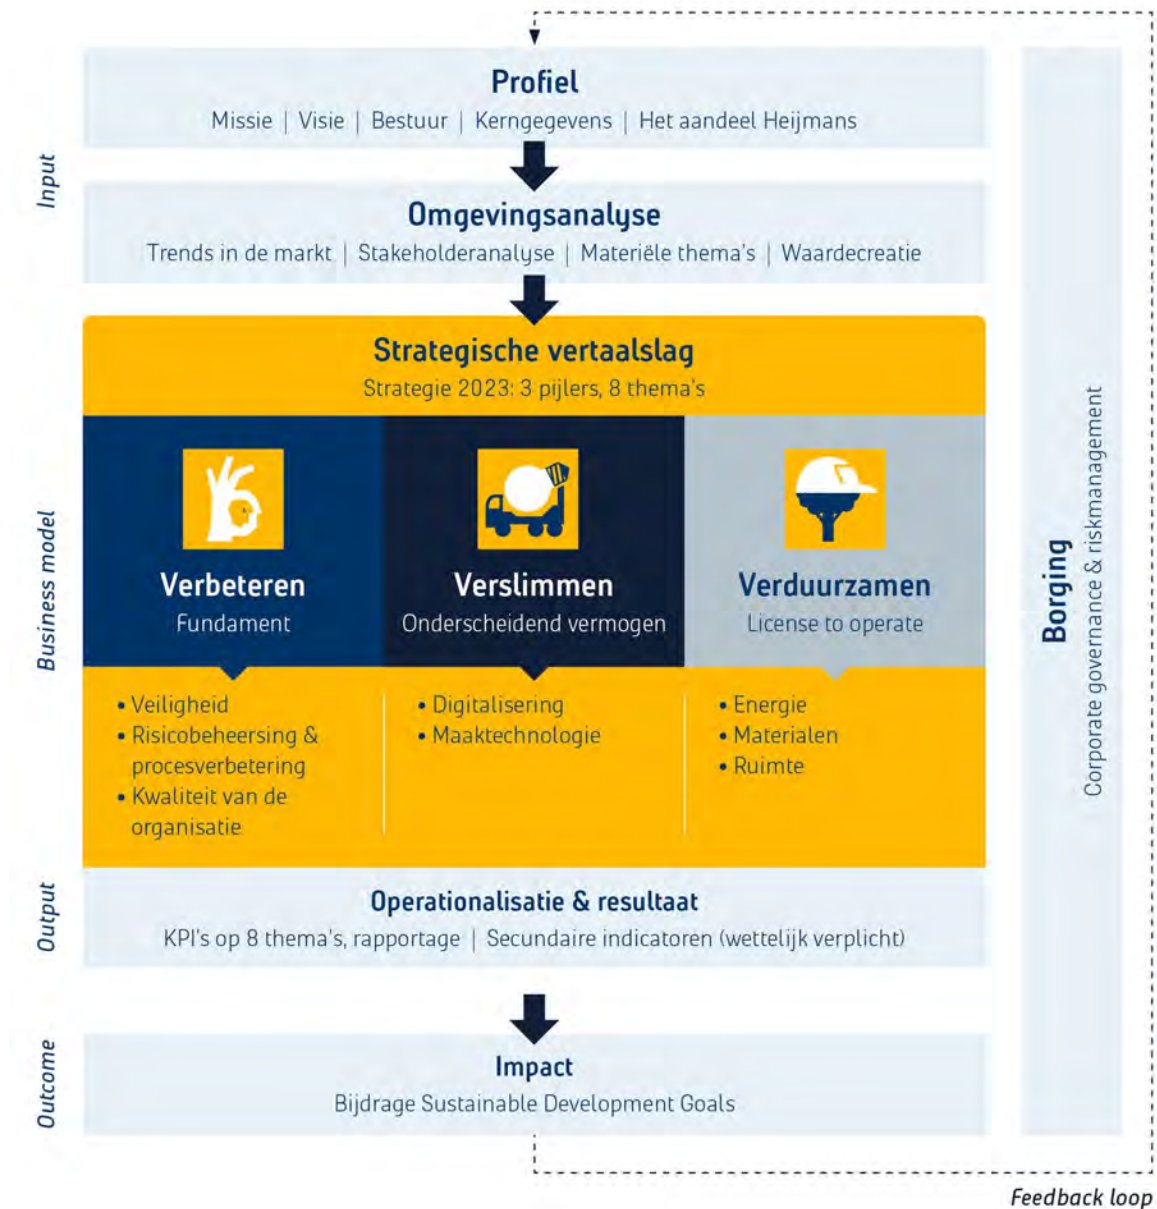 Input
Profiel
Missie | Visie | Bestuur | Kerngegevens | Het aandeel Heijmans
Omgevingsanalyse
Trends in de markt | Stakeholderanalyse | Materiële thema's | Waardecreatie
Business model
Strategische vertaalslag
Strategie 2023: 3 pijlers, 8 thema's
Verbeteren
Fundament
• Veiligheid
• Risicobeheersing &
procesverbetering
• Kwaliteit van de
organisatie
Verslimmen
Onderscheidend vermogen
• Digitalisering
• Maaktechnologie
Verduurzamen
License to operate
• Energie
• Materialen
• Ruimte
Output
Operationalisatie & resultaat
KPI's op 8 thema's, rapportage | Secundaire indicatoren (wettelijk verplicht)
Outcome
Impact
Bijdrage Sustainable Development Goals
Borging
Corporate governance & riskmanagement
Feedback loop